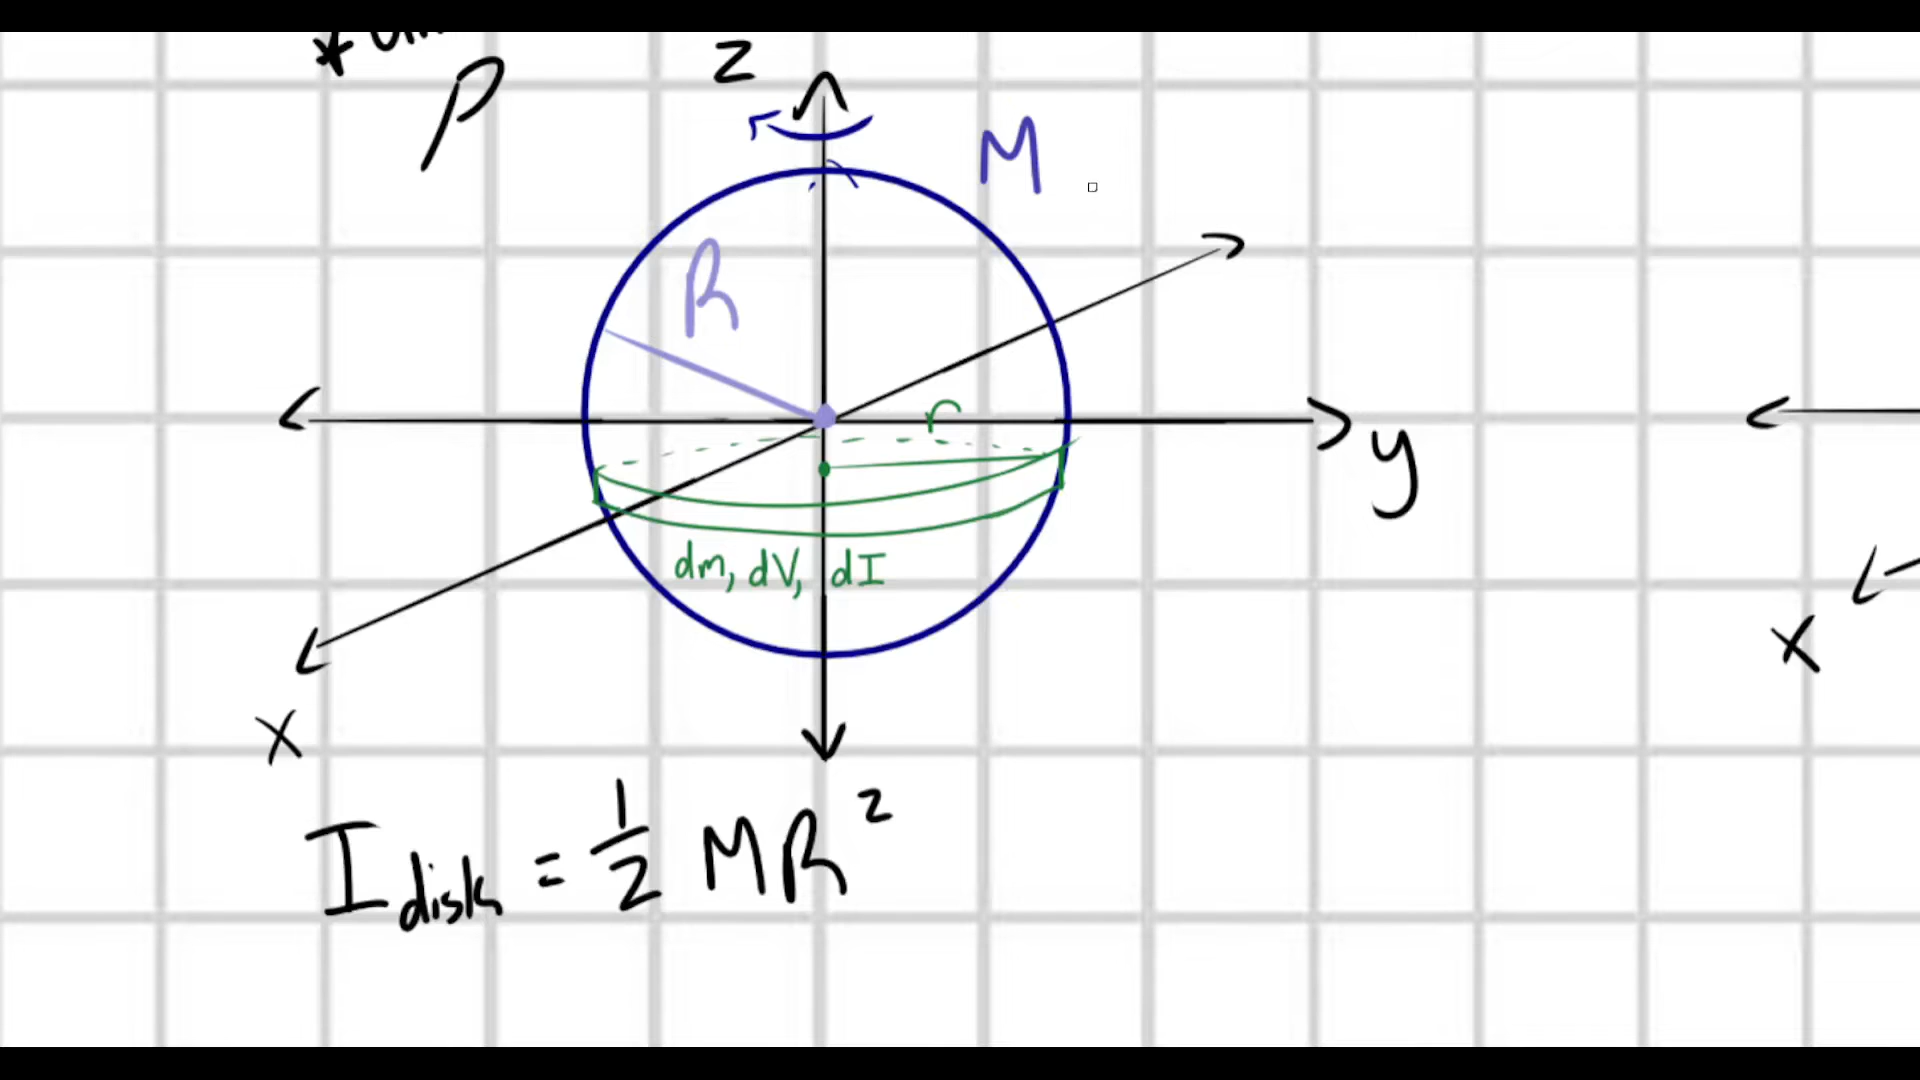 z
ρ
M
R
r
y
dm, dV, dI
x
x
I_disk = 1/2 MR²